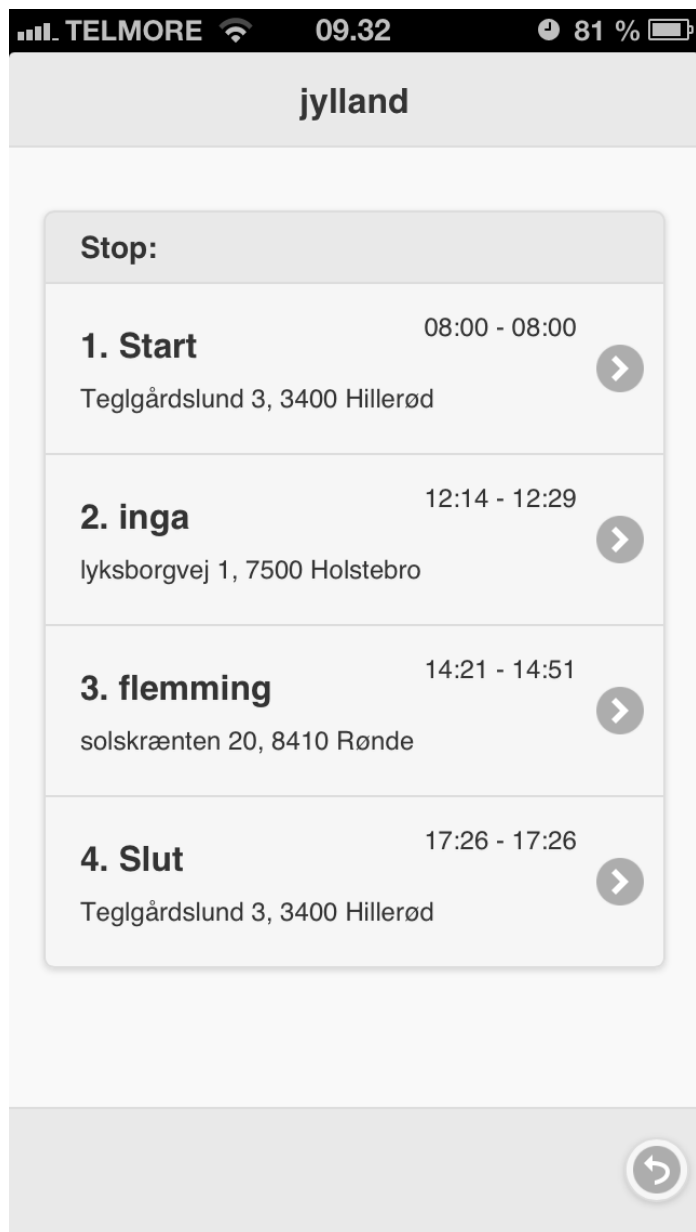 TELMORE 09.32 81 %
jylland
Stop:
1. Start 08:00 - 08:00
Teglgårdslund 3, 3400 Hillerød
2. inga 12:14 - 12:29
lyksborgvej 1, 7500 Holstebro
3. flemming 14:21 - 14:51
solskrænten 20, 8410 Rønde
4. Slut 17:26 - 17:26
Teglgårdslund 3, 3400 Hillerød